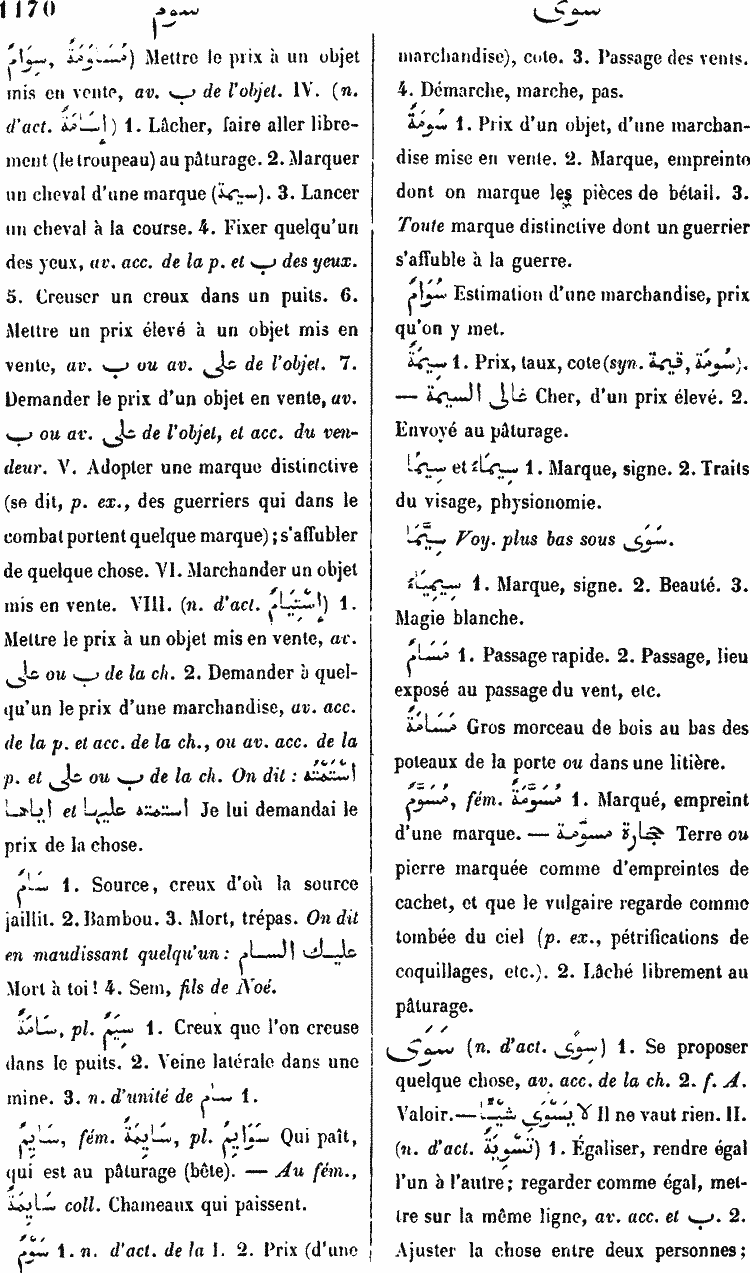 1170 سوم سوى
مُسَاوَمَةٌ, سِوَامٌ) Mettre le prix à un objet
mis en vente, av. ب de l'objet. IV. (n.
d'act. إِسَامَةٌ) 1. Lâcher, faire aller libre-
ment (le troupeau) au pâturage. 2. Marquer
un cheval d'une marque (سيمة). 3. Lancer
un cheval à la course. 4. Fixer quelqu'un
des yeux, av. acc. de la p. et ب des yeux.
5. Creuser un creux dans un puits. 6.
Mettre un prix élevé à un objet mis en
vente, av. ب ou av. على de l'objet. 7.
Demander le prix d'un objet en vente, av.
ب ou av. على de l'objet, et acc. du ven-
deur. V. Adopter une marque distinctive
(se dit, p. ex., des guerriers qui dans le
combat portent quelque marque); s'affubler
de quelque chose. VI. Marchander un objet
mis en vente. VIII. (n. d'act. إِسْتِيَامٌ) 1.
Mettre le prix à un objet mis en vente, av.
على ou ب de la ch. 2. Demander à quel-
qu'un le prix d'une marchandise, av. acc.
de la p. et acc. de la ch., ou av. acc. de la
p. et على ou ب de la ch. On dit : اسْتَمْتُهُ
اياها et استمته عليها Je lui demandai le
prix de la chose.
سَامٌ 1. Source, creux d'où la source
jaillit. 2. Bambou. 3. Mort, trépas. On dit
en maudissant quelqu'un : عليك السام
Mort à toi! 4. Sem, fils de Noé.
سَامَةٌ, pl. سِيَمٌ 1. Creux que l'on creuse
dans le puits. 2. Veine latérale dans une
mine. 3. n. d'unité de سام 1.
سَايِمٌ, fém. سَايِمَةٌ, pl. سَوَايِمُ Qui paît,
qui est au pâturage (bête). — Au fém.,
سَايِمَةٌ coll. Chameaux qui paissent.
سَوْمٌ 1. n. d'act. de la I. 2. Prix (d'une
marchandise), cote. 3. Passage des vents.
4. Démarche, marche, pas.
سُومَةٌ 1. Prix d'un objet, d'une marchan-
dise mise en vente. 2. Marque, empreinte
dont on marque les pièces de bétail. 3.
Toute marque distinctive dont un guerrier
s'affuble à la guerre.
سُوَامٌ Estimation d'une marchandise, prix
qu'on y met.
سِيمَةٌ 1. Prix, taux, cote (syn. سُومَة, قيمة).
— غالى السيمة Cher, d'un prix élevé. 2.
Envoyé au pâturage.
سِيمَا et سِيمَاءُ 1. Marque, signe. 2. Traits
du visage, physionomie.
سِيَّمَا Voy. plus bas sous سَوَى.
سِيمِيَاءُ 1. Marque, signe. 2. Beauté. 3.
Magie blanche.
مَسَامٌ 1. Passage rapide. 2. Passage, lieu
exposé au passage du vent, etc.
مَسَامَةٌ Gros morceau de bois au bas des
poteaux de la porte ou dans une litière.
مُسَوَّمٌ, fém. مُسَوَّمَةٌ 1. Marqué, empreint
d'une marque. — حجارة مسوّمة Terre ou
pierre marquée comme d'empreintes de
cachet, et que le vulgaire regarde comme
tombée du ciel (p. ex., pétrifications de
coquillages, etc.). 2. Lâché librement au
pâturage.
سَوَى (n. d'act. سِوًى) 1. Se proposer
quelque chose, av. acc. de la ch. 2. f. A.
Valoir. — لا يَسْوَى شَيْئًا Il ne vaut rien. II.
(n. d'act. تَسْوِيَةٌ) 1. Égaliser, rendre égal
l'un à l'autre; regarder comme égal, met-
tre sur la même ligne, av. acc. et ب. 2.
Ajuster la chose entre deux personnes;